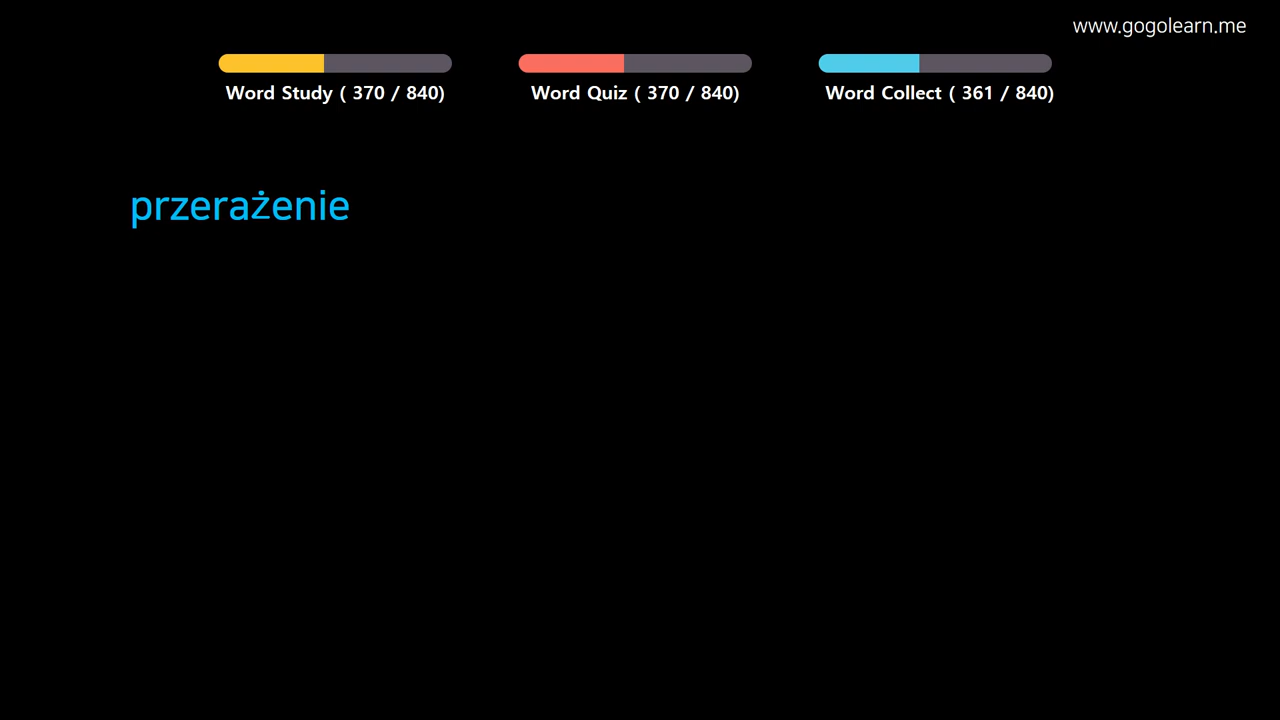 www.gogolearn.me
Word Study ( 370 / 840)
Word Quiz ( 370 / 840)
Word Collect ( 361 / 840)
przerażenie